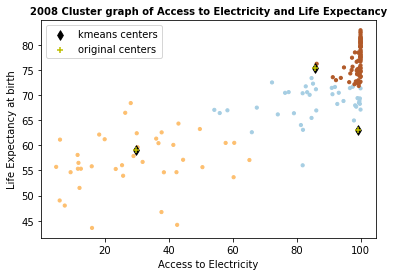 2008 Cluster graph of Access to Electricity and Life Expectancy
kmeans centers
original centers
85
80
75
70
65
60
55
50
45
Life Expectancy at birth
20
40
60
80
100
Access to Electricity